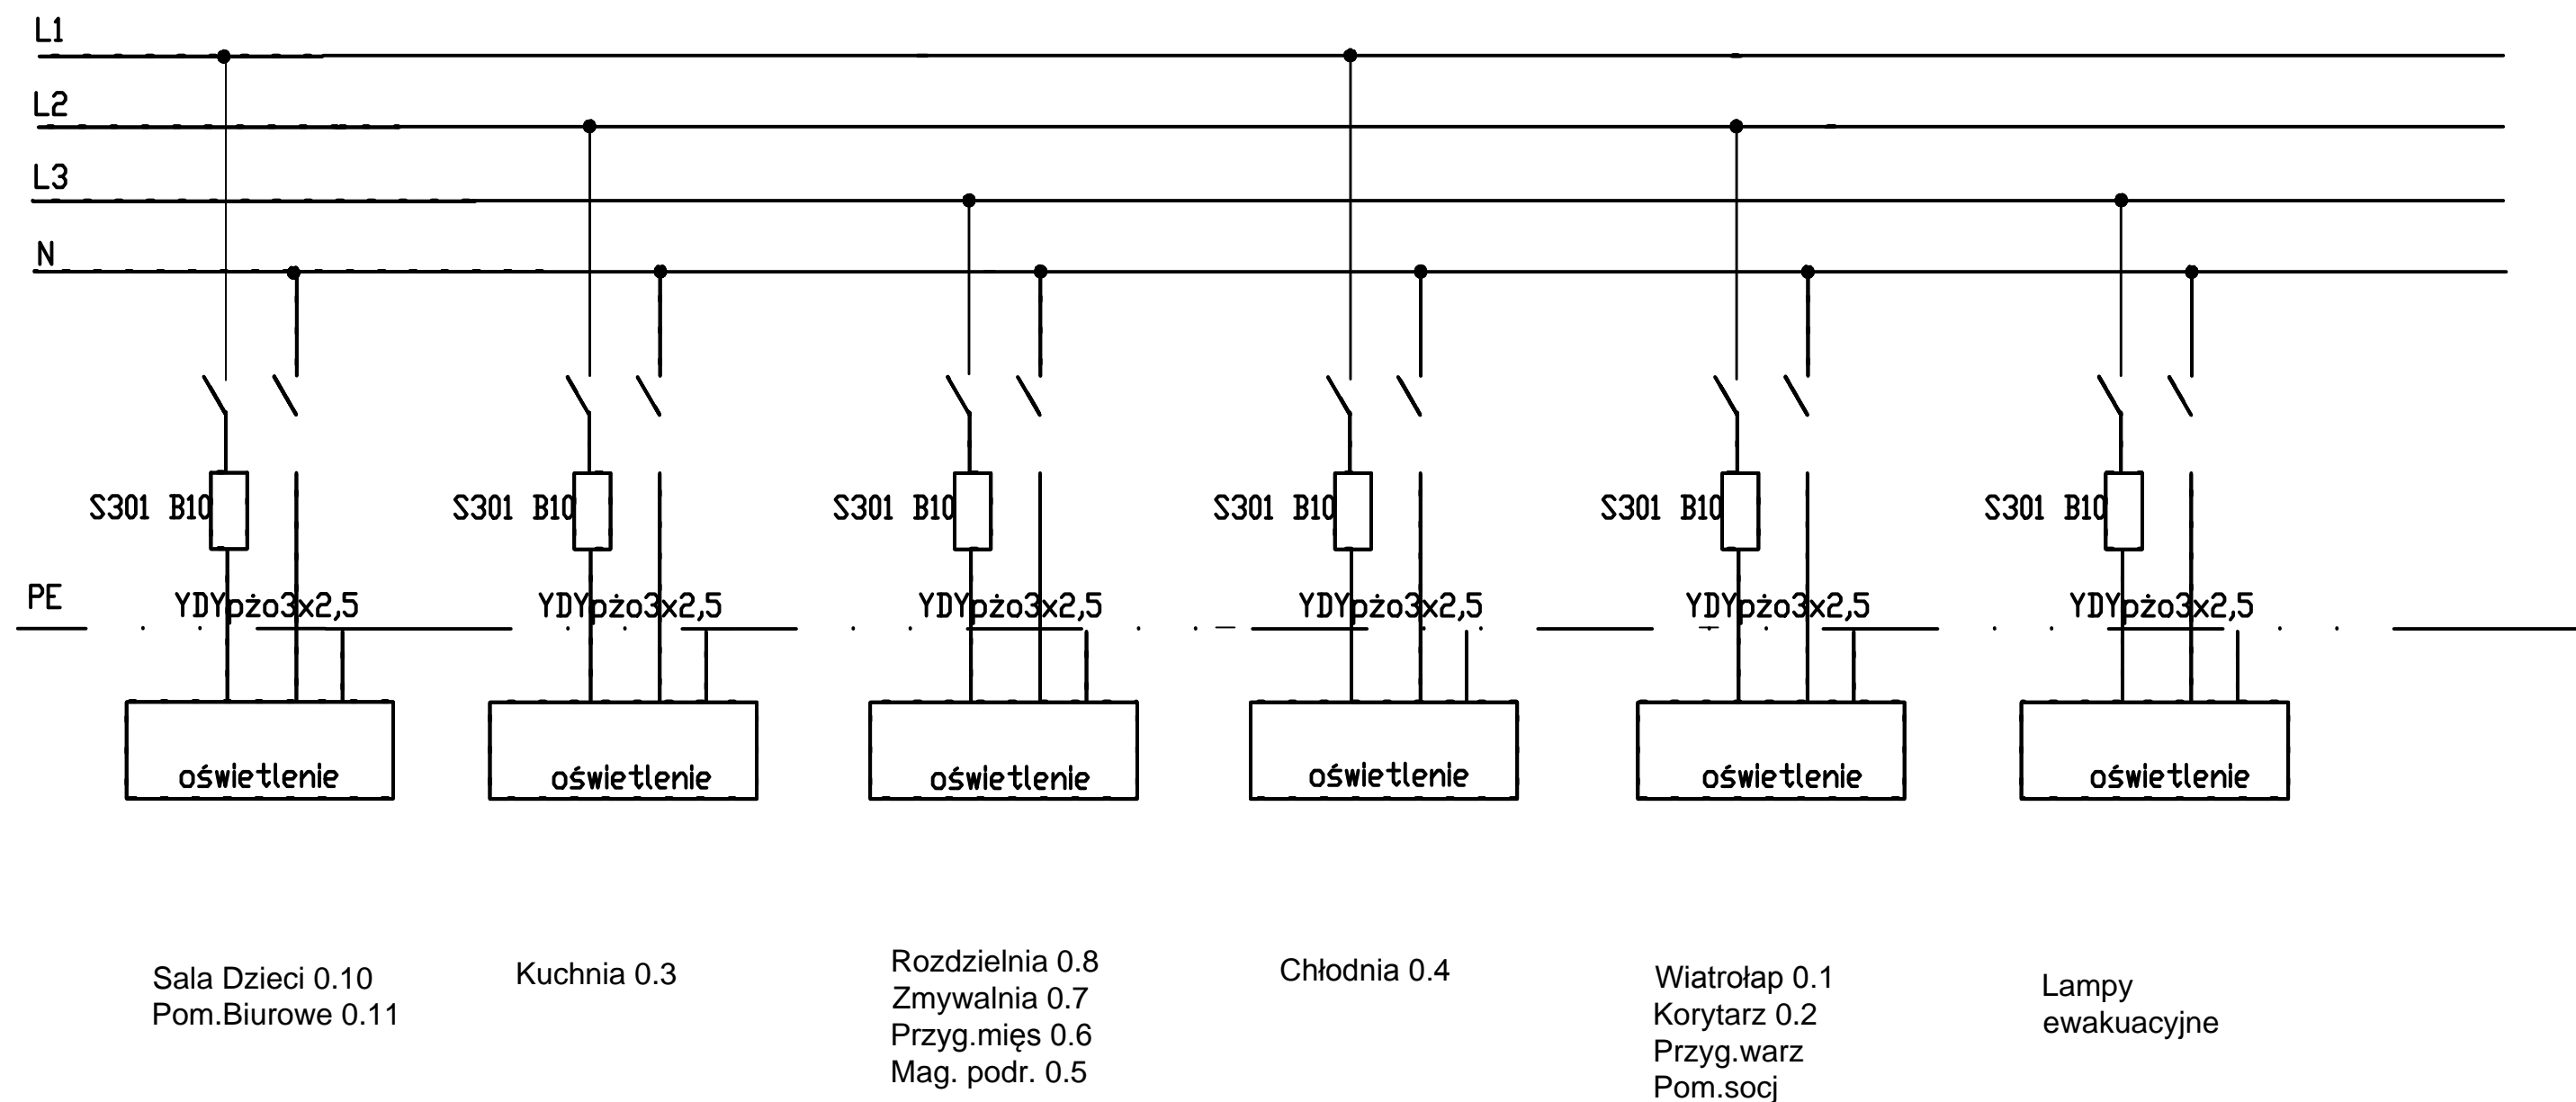 L1
L2
L3
N
S301 B10 S301 B10 S301 B10 S301 B10 S301 B10 S301 B10
PE YDYpżo3x2,5 YDYpżo3x2,5 YDYpżo3x2,5 YDYpżo3x2,5 YDYpżo3x2,5 YDYpżo3x2,5
oświetlenie oświetlenie oświetlenie oświetlenie oświetlenie oświetlenie
Sala Dzieci 0.10
Pom.Biurowe 0.11
Kuchnia 0.3
Rozdzielnia 0.8
Zmywalnia 0.7
Przyg.mięs 0.6
Mag. podr. 0.5
Chłodnia 0.4
Wiatrołap 0.1
Korytarz 0.2
Przyg.warz
Pom.socj
Lampy
ewakuacyjne